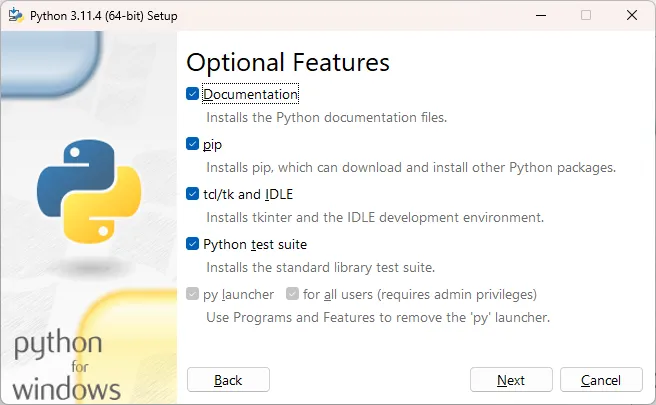 Python 3.11.4 (64-bit) Setup
Optional Features
Documentation
Installs the Python documentation files.
pip
Installs pip, which can download and install other Python packages.
tcl/tk and IDLE
Installs tkinter and the IDLE development environment.
Python test suite
Installs the standard library test suite.
py launcher for all users (requires admin privileges)
Use Programs and Features to remove the 'py' launcher.
python
for
windows
Back Next Cancel